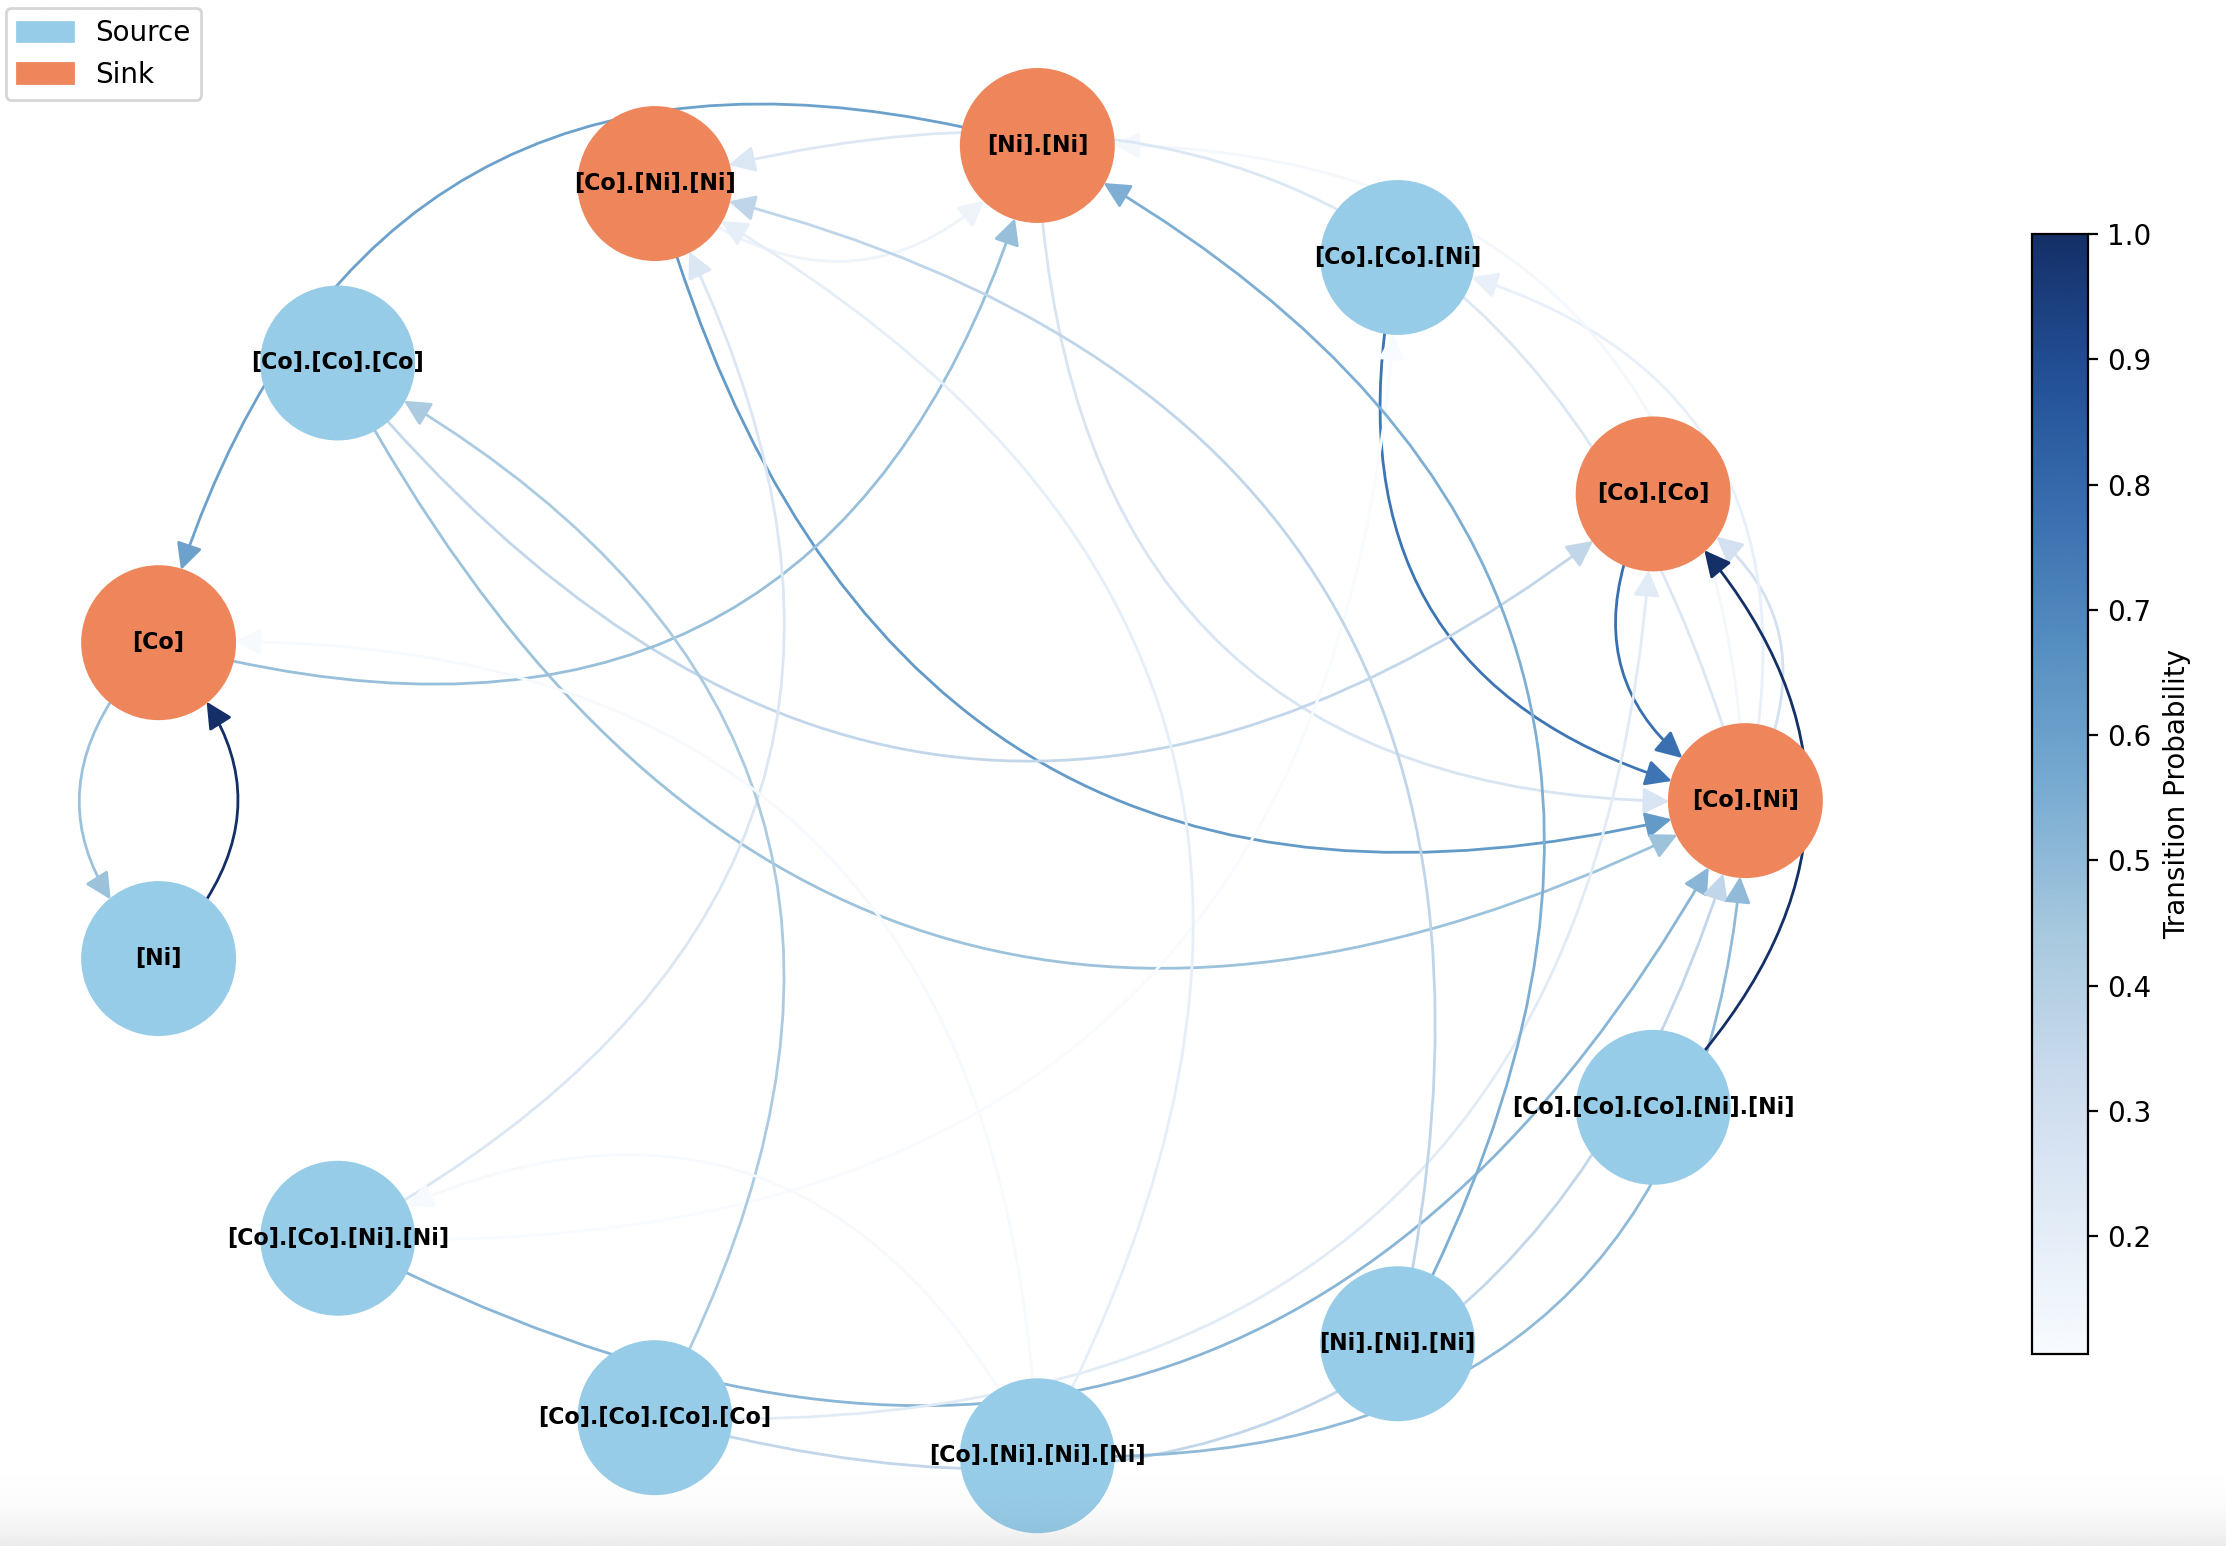 Source
Sink
[Ni].[Ni]
[Co].[Ni].[Ni]
[Co].[Co].[Ni]
[Co].[Co].[Co]
[Co].[Co]
[Co]
[Co].[Ni]
[Ni]
[Co].[Co].[Co].[Ni].[Ni]
[Co].[Co].[Ni].[Ni]
[Ni].[Ni].[Ni]
[Co].[Co].[Co].[Co]
[Co].[Ni].[Ni].[Ni]
1.0
0.9
0.8
0.7
0.6
0.5
0.4
0.3
0.2
Transition Probability